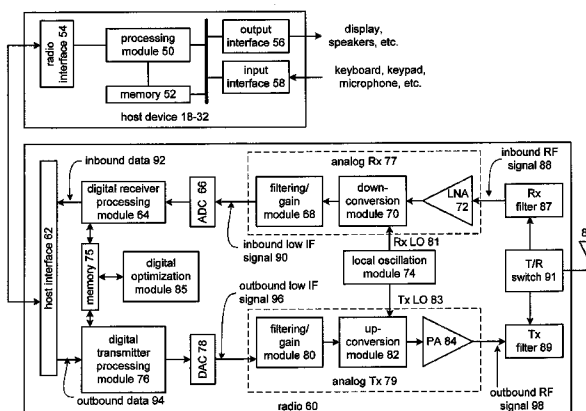 radio
interface 54
processing
module 50
memory 52
output
interface 56
input
interface 58
display,
speakers, etc.
keyboard, keypad,
microphone, etc.
host device 18-32
host interface 62
inbound data 92
digital receiver
processing
module 64
ADC 66
filtering/
gain
module 68
analog Rx 77
down-
conversion
module 70
LNA
72
inbound RF
signal 88
Rx
filter 87
memory 75
digital
optimization
module 85
inbound low IF
signal 90
Rx LO 81
local oscillation
module 74
T/R
switch 91
8
outbound low IF
signal 96
Tx LO 83
digital
transmitter
processing
module 76
DAC 78
filtering/
gain
module 80
up-
conversion
module 82
PA 84
Tx
filter 89
outbound data 94
analog Tx 79
outbound RF
signal 98
radio 60